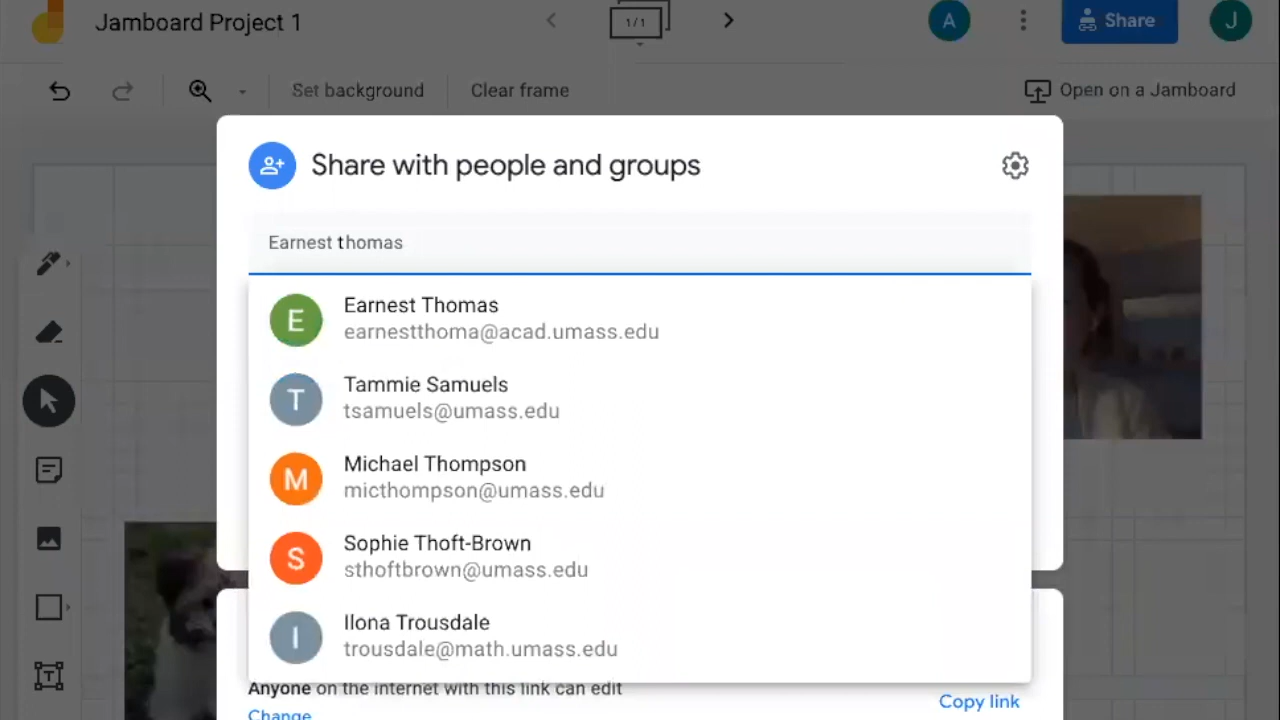 Jamboard Project 1
1/1
A
Share
J
Set background
Clear frame
Open on a Jamboard
Share with people and groups
Earnest thomas
E
Earnest Thomas
earnestthoma@acad.umass.edu
T
Tammie Samuels
tsamuels@umass.edu
M
Michael Thompson
micthompson@umass.edu
S
Sophie Thoft-Brown
sthoftbrown@umass.edu
I
Ilona Trousdale
trousdale@math.umass.edu
Anyone on the internet with this link can edit
Copy link
Change
T